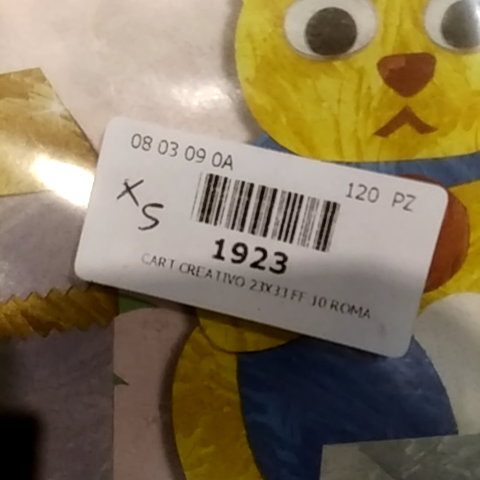 08 03 09 0A
120 PZ
XS
1923
CART CREATIVO 23X33 FF 10 ROMA